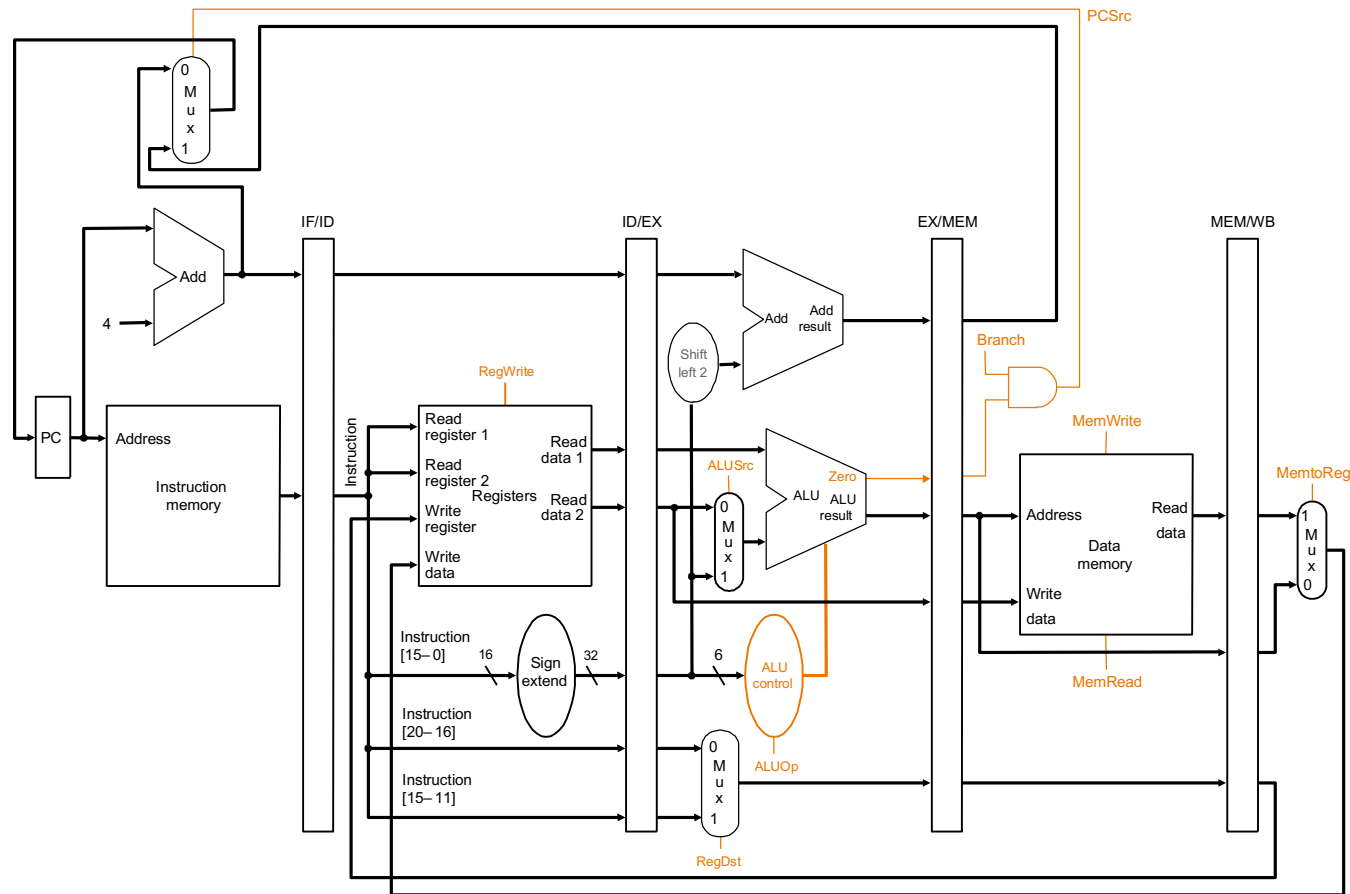 PCSrc
0
M
u
x
1
IF/ID
ID/EX
EX/MEM
MEM/WB
Add
4
Add
Add
result
Shift
left 2
Branch
RegWrite
PC
Address
Instruction
memory
Instruction
Read
register 1
Read
register 2
Write
register
Write
data
Registers
Read
data 1
Read
data 2
ALUSrc
0
M
u
x
1
Zero
ALU
ALU
result
MemWrite
Address
Read
data
Data
memory
Write
data
MemRead
MemtoReg
1
M
u
x
0
Instruction
[15– 0]
16
Sign
extend
32
6
ALU
control
ALUOp
Instruction
[20– 16]
Instruction
[15– 11]
0
M
u
x
1
RegDst